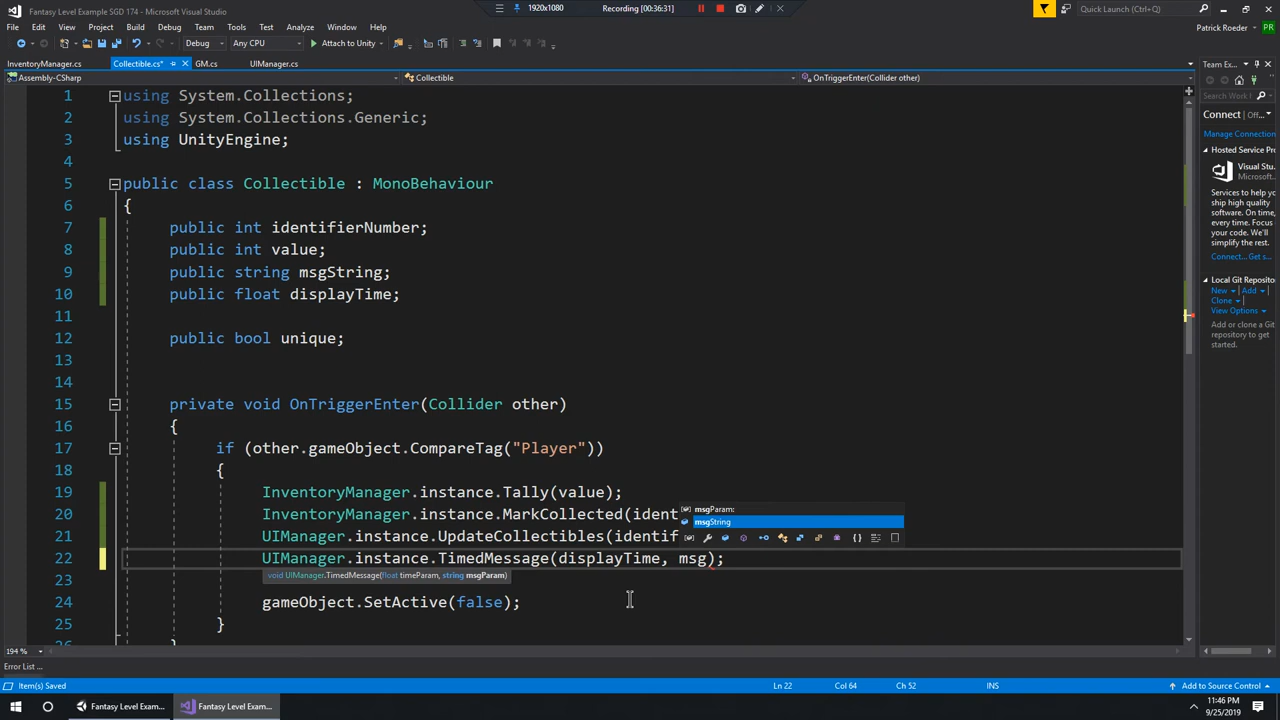 Fantasy Level Example SGD 174 - Microsoft Visual Studio
1920x1080
Recording [00:36:31]
Quick Launch (Ctrl+Q)
File Edit View Project Build Debug Team Tools Test Analyze Window Help
Patrick Roeder PR
Debug Any CPU Attach to Unity
InventoryManager.cs Collectible.cs* GM.cs UIManager.cs
Assembly-CSharp Collectible OnTriggerEnter(Collider other)
1 using System.Collections;
2 using System.Collections.Generic;
3 using UnityEngine;
4
5 public class Collectible : MonoBehaviour
6 {
7 public int identifierNumber;
8 public int value;
9 public string msgString;
10 public float displayTime;
11
12 public bool unique;
13
14
15 private void OnTriggerEnter(Collider other)
16 {
17 if (other.gameObject.CompareTag("Player"))
18 {
19 InventoryManager.instance.Tally(value);
20 InventoryManager.instance.MarkCollected(ident
21 UIManager.instance.UpdateCollectibles(identif
22 UIManager.instance.TimedMessage(displayTime, msg);
23
24 gameObject.SetActive(false);
25 }
26 }
msgParam:
msgString
void UIManager.TimedMessage(float timeParam, string msgParam)
194 %
Error List ...
Item(s) Saved Ln 22 Col 64 Ch 52 INS Add to Source Control
Team Ex...
Search Work
Connect | Off...
Manage Connection
Hosted Service Pr
Visual Stu
Microsoft.
Services to help yo
ship high quality
software. On time,
every time. Focus
your code. We'll
simplify the rest.
Connect... Get s
Local Git Reposito
New Add
Clone
View Options
Add or clone a Git
repository to get
started.
Fantasy Level Exam... Fantasy Level Exam...
11:46 PM
9/25/2019